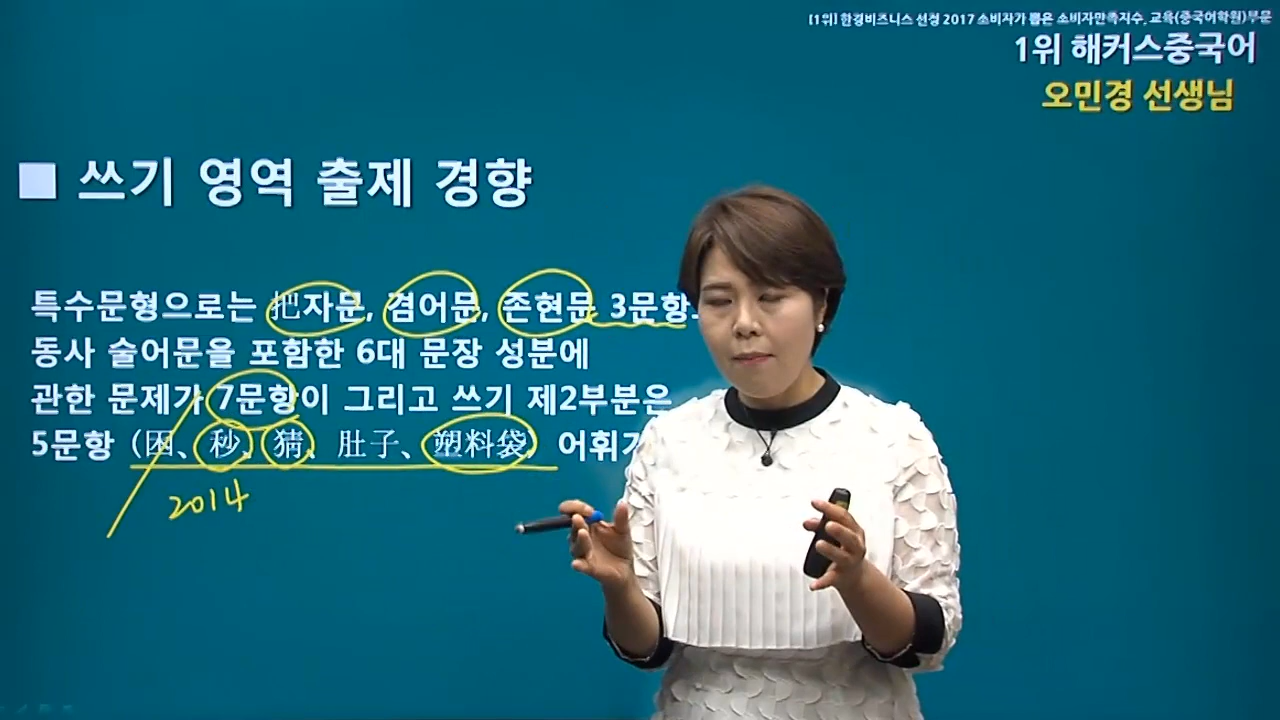 [1위] 한경비즈니스 선정 2017 소비자가 뽑은 소비자만족지수, 교육(중국어학원)부문
1위 해커스중국어
오민경 선생님
■ 쓰기 영역 출제 경향
특수문형으로는 把자문, 겸어문, 존현문 3문항
동사 술어문을 포함한 6대 문장 성분에
관한 문제가 7문항이 그리고 쓰기 제2부분은
5문항 (困、秒、猜、肚子、塑料袋) 어휘가
2014